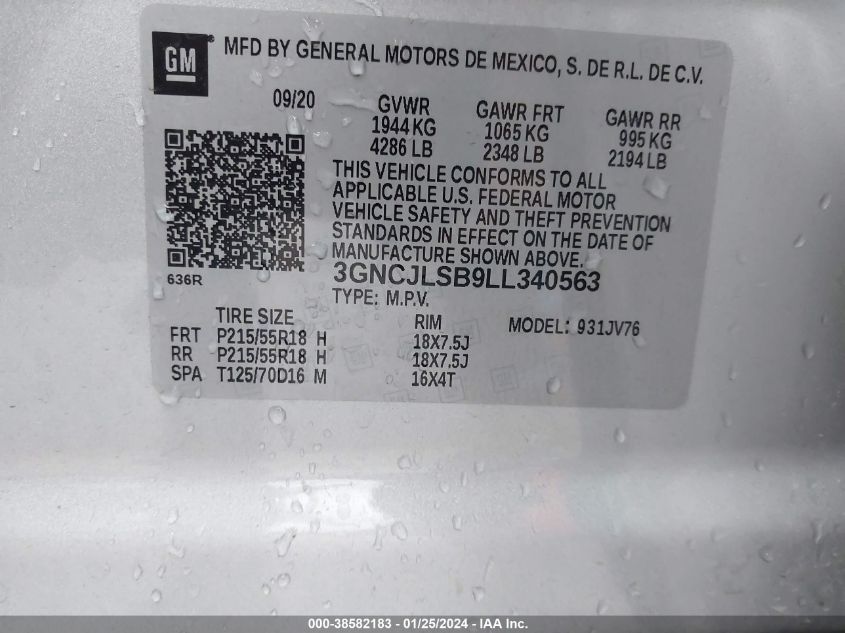 GM MFD BY GENERAL MOTORS DE MEXICO, S. DE R.L. DE C.V.
09/20 GVWR GAWR FRT GAWR RR
1944 KG 1065 KG 995 KG
4286 LB 2348 LB 2194 LB
THIS VEHICLE CONFORMS TO ALL
APPLICABLE U.S. FEDERAL MOTOR
VEHICLE SAFETY AND THEFT PREVENTION
STANDARDS IN EFFECT ON THE DATE OF
MANUFACTURE SHOWN ABOVE.
636R 3GNCJLSB9LL340563
TYPE: M.P.V.
TIRE SIZE RIM MODEL: 931JV76
FRT P215/55R18 H 18X7.5J
RR P215/55R18 H 18X7.5J
SPA T125/70D16 M 16X4T
000-38582183 - 01/25/2024 - IAAI.com